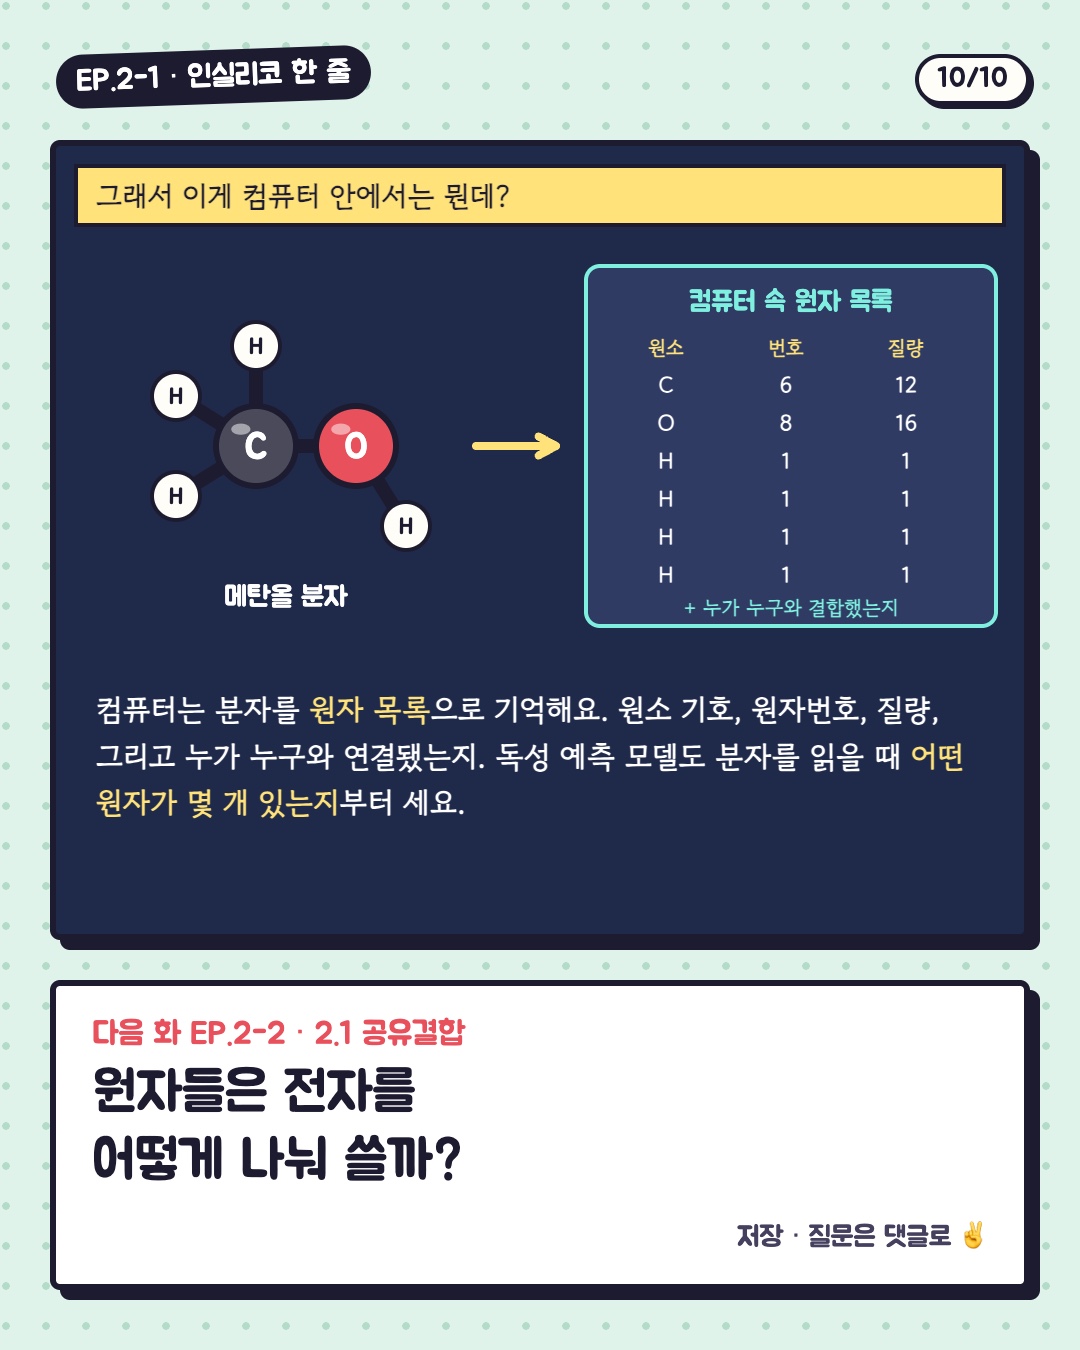 EP.2-1 · 인실리코 한 줄
10/10
그래서 이게 컴퓨터 안에서는 뭔데?
H
H
C
O
H
H
메탄올 분자
컴퓨터 속 원자 목록
원소 번호 질량
C 6 12
O 8 16
H 1 1
H 1 1
H 1 1
H 1 1
+ 누가 누구와 결합했는지
컴퓨터는 분자를 원자 목록으로 기억해요. 원소 기호, 원자번호, 질량,
그리고 누가 누구와 연결됐는지. 독성 예측 모델도 분자를 읽을 때 어떤
원자가 몇 개 있는지부터 세요.
다음 화 EP.2-2 · 2.1 공유결합
원자들은 전자를
어떻게 나눠 쓸까?
저장 · 질문은 댓글로 ✌️